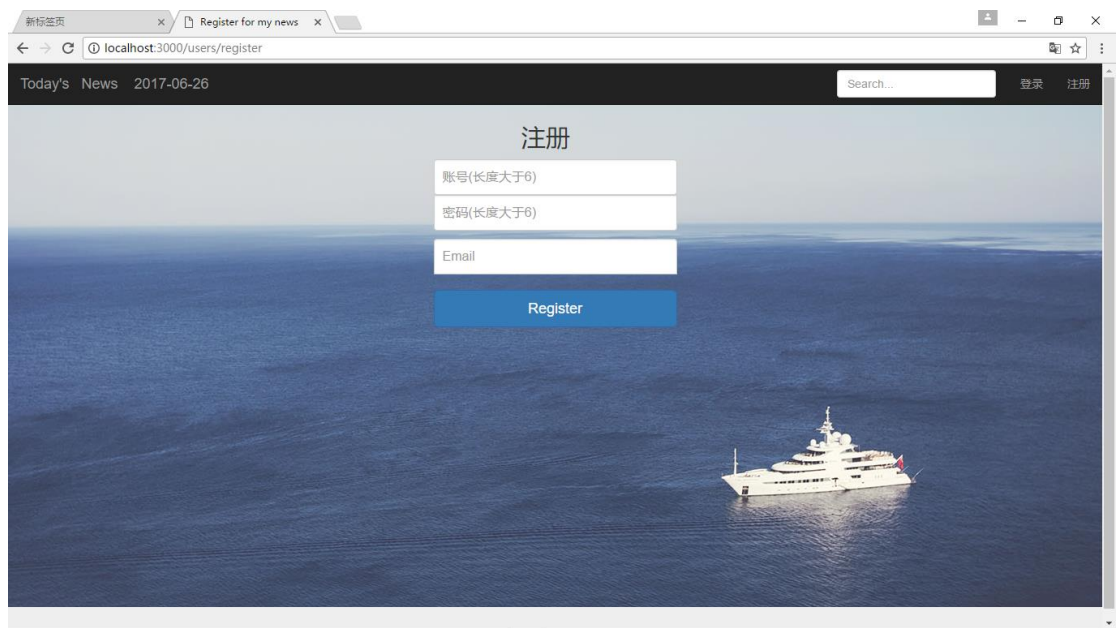 新标签页
Register for my news
localhost:3000/users/register
Today's News 2017-06-26
Search...
登录
注册
注册
账号(长度大于6)
密码(长度大于6)
Email
Register